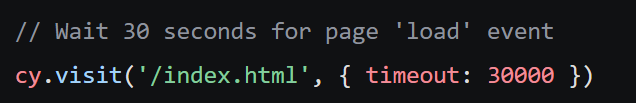 // Wait 30 seconds for page 'load' event
cy.visit('/index.html', { timeout: 30000 })